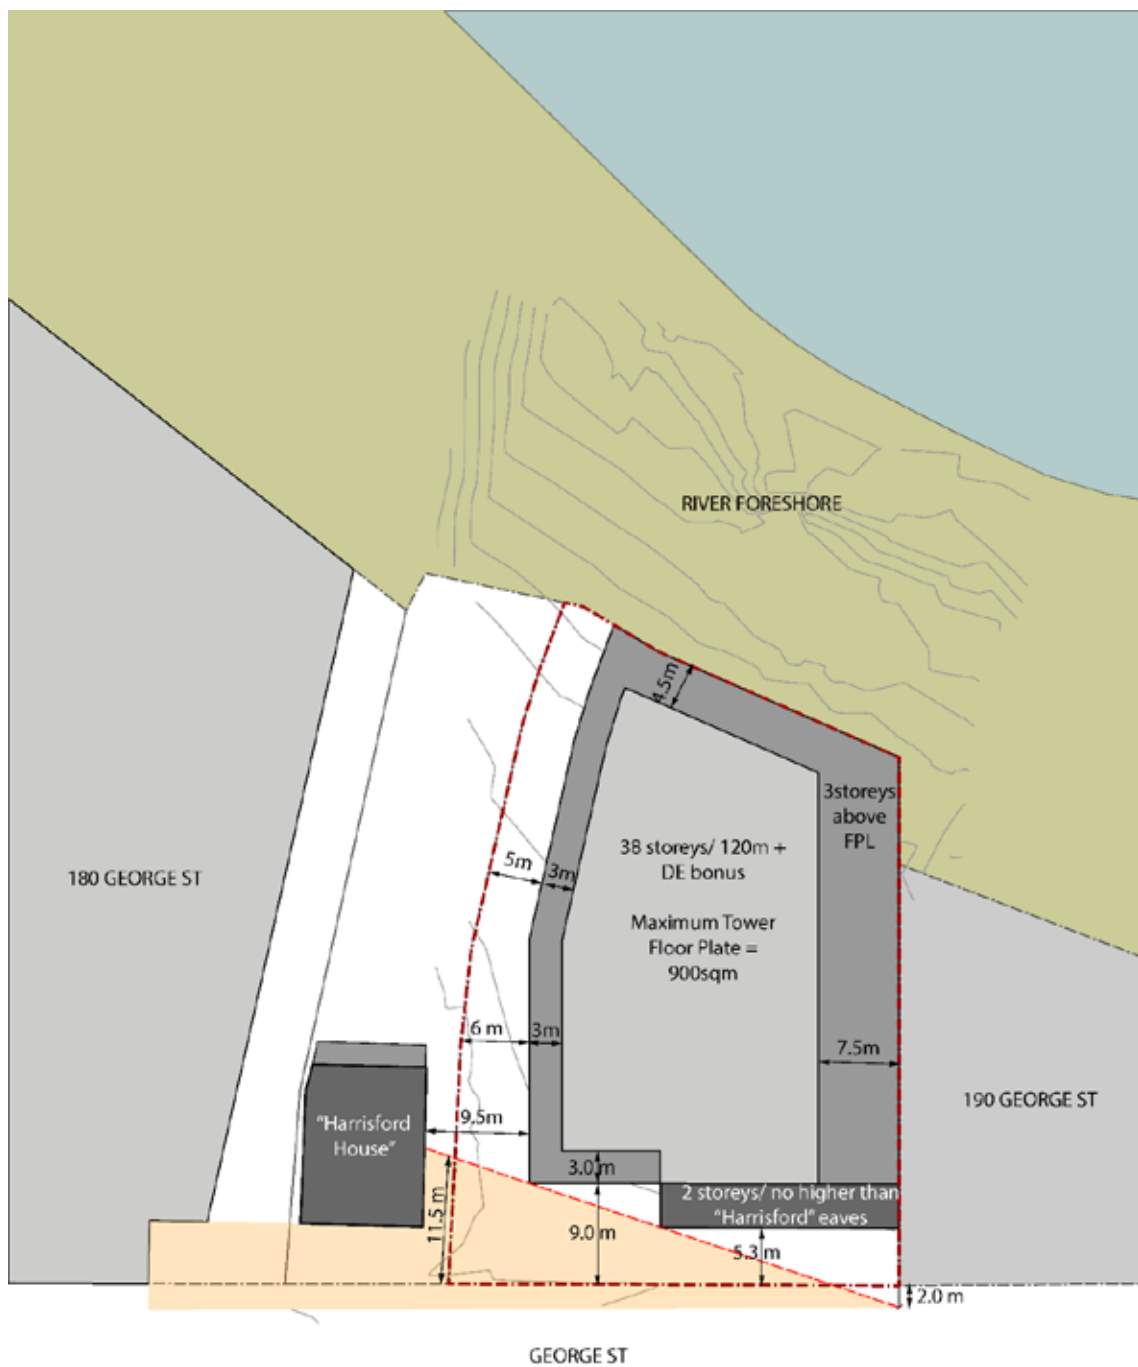 RIVER FORESHORE
4.5m
3storeys
above
FPL
38 storeys/ 120m +
DE bonus
5m
3m
180 GEORGE ST
Maximum Tower
Floor Plate =
900sqm
6 m
3m
7.5m
190 GEORGE ST
9.5m
"Harrisford
House"
3.0 m
2 storeys/ no higher than
"Harrisford" eaves
11.5 m
9.0 m
5.3 m
2.0 m
GEORGE ST